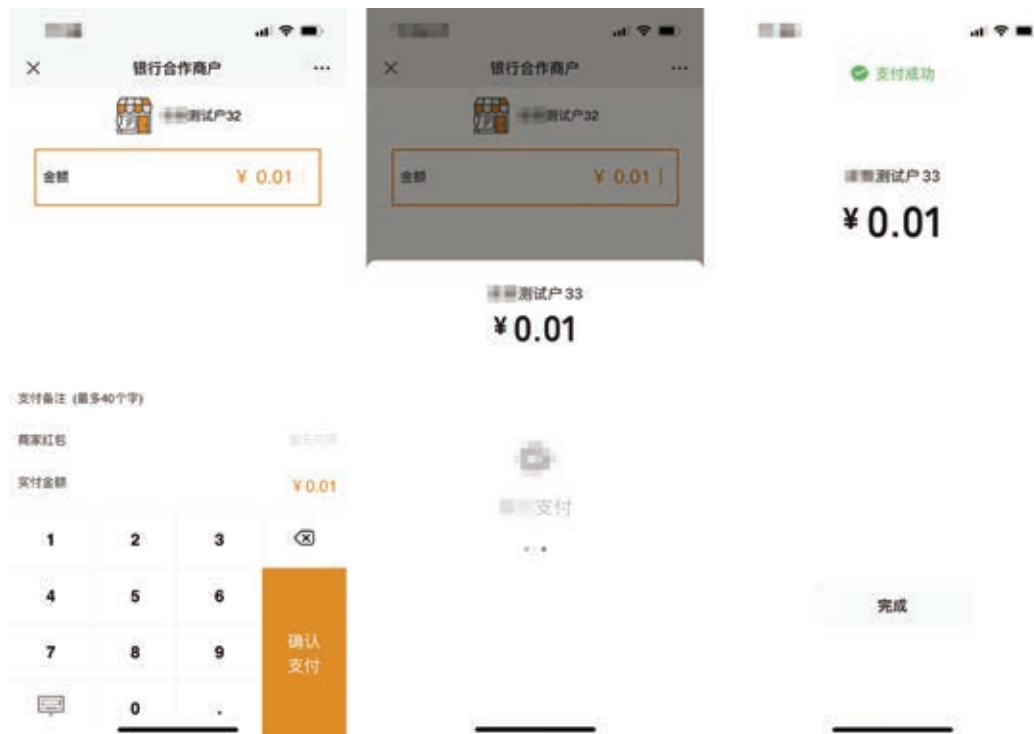 银行合作商户
测试户32
金额
¥ 0.01
支付备注 (最多40个字)
商家红包
实付金额
¥0.01
1
2
3
4
5
6
确认
支付
7
8
9
0
.
银行合作商户
测试户32
金额
¥ 0.01
测试户 33
¥0.01
支付
支付成功
测试户 33
¥0.01
完成